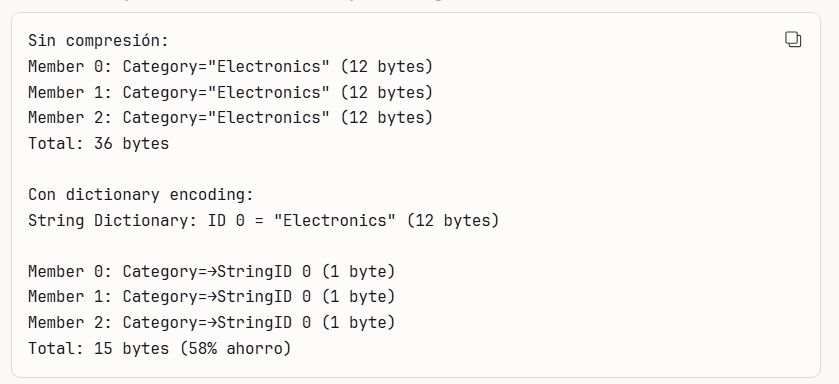 Sin compresión:
Member 0: Category="Electronics" (12 bytes)
Member 1: Category="Electronics" (12 bytes)
Member 2: Category="Electronics" (12 bytes)
Total: 36 bytes
Con dictionary encoding:
String Dictionary: ID 0 = "Electronics" (12 bytes)
Member 0: Category=→StringID 0 (1 byte)
Member 1: Category=→StringID 0 (1 byte)
Member 2: Category=→StringID 0 (1 byte)
Total: 15 bytes (58% ahorro)